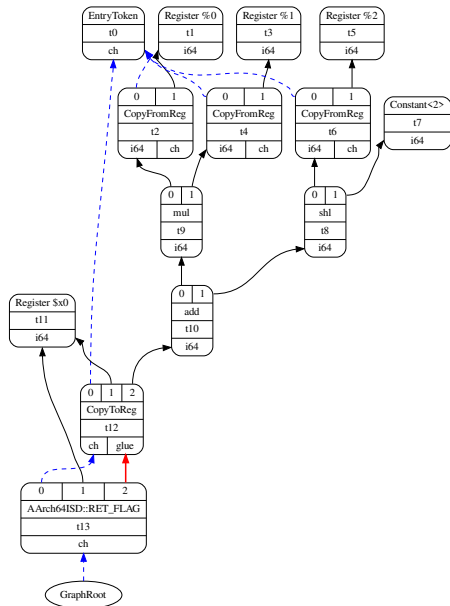 EntryToken
t0
ch
Register %0
t1
i64
Register %1
t3
i64
Register %2
t5
i64
0 1
CopyFromReg
t2
i64 ch
0 1
CopyFromReg
t4
i64 ch
0 1
CopyFromReg
t6
i64 ch
Constant<2>
t7
i64
0 1
mul
t9
i64
0 1
shl
t8
i64
0 1
add
t10
i64
Register $x0
t11
i64
0 1 2
CopyToReg
t12
ch glue
0 1 2
AArch64ISD::RET_FLAG
t13
ch
GraphRoot